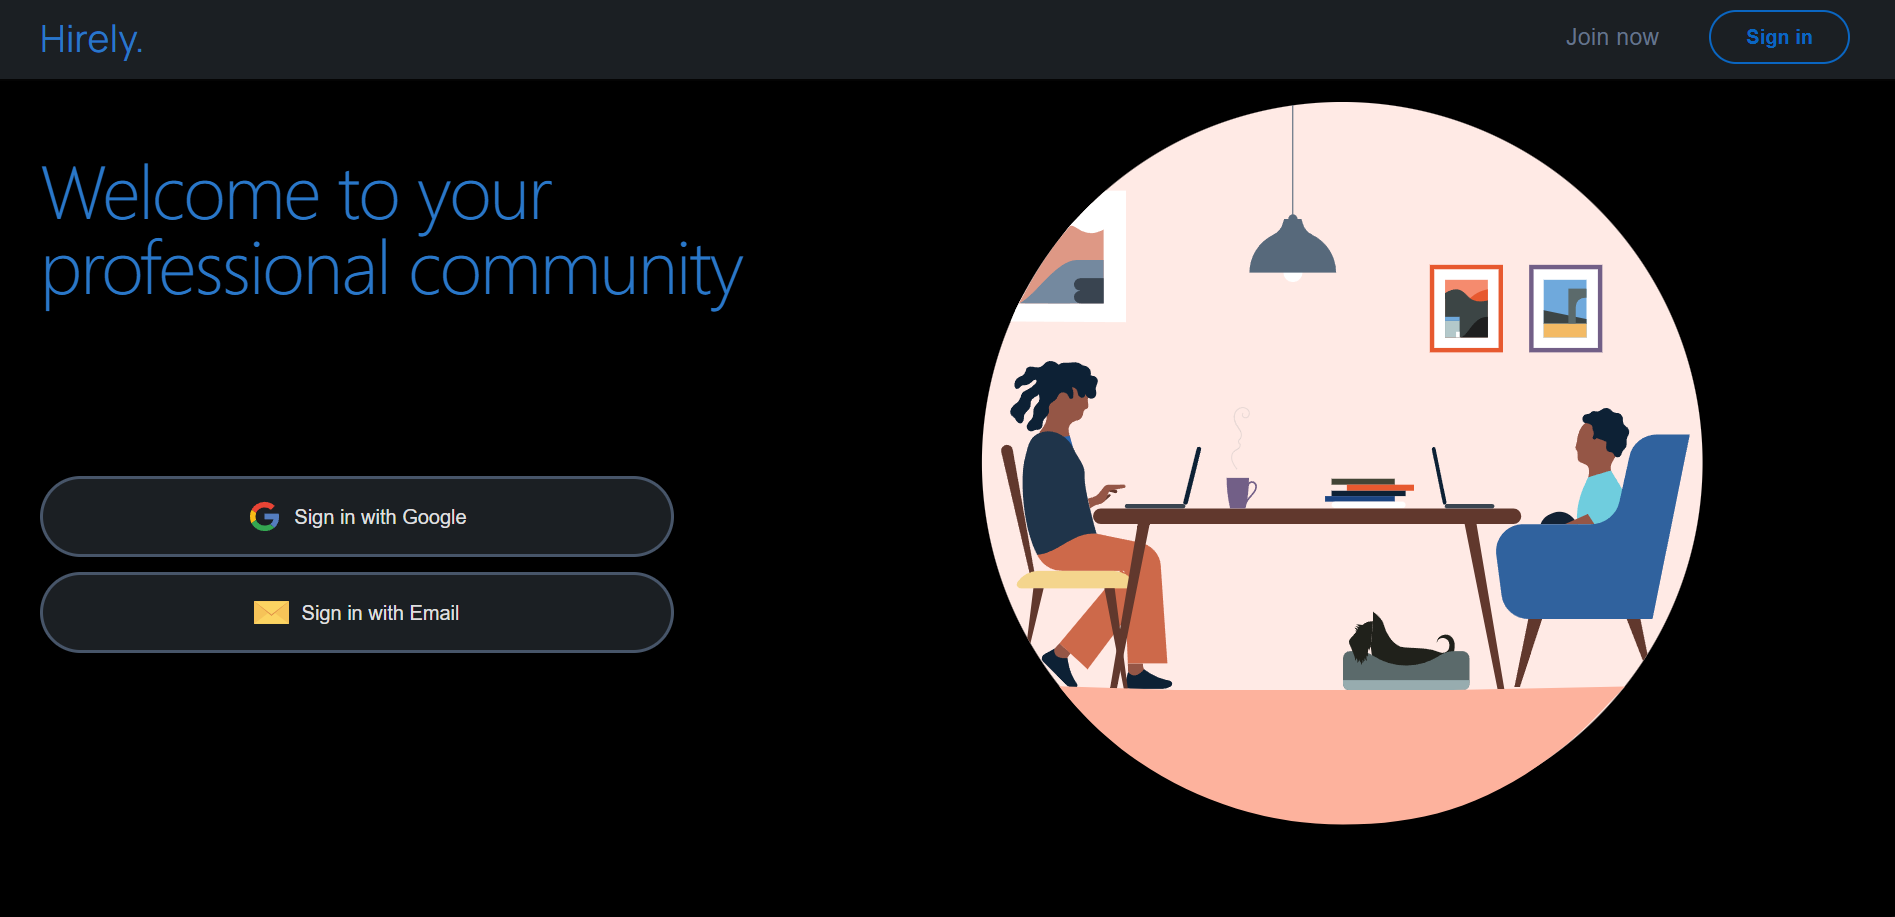 Hirely.
Join now
Sign in
Welcome to your
professional community
Sign in with Google
Sign in with Email